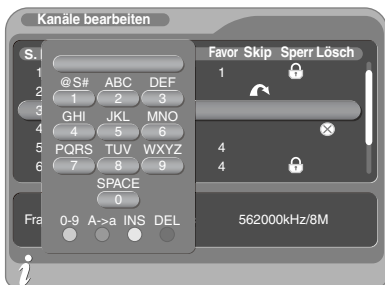 Kanäle bearbeiten
S. Favor Skip Sperr Lösch
1 1
2
3
4
5 4
6 4
@S# ABC DEF
1 2 3
GHI JKL MNO
4 5 6
PQRS TUV WXYZ
7 8 9
SPACE
0
0-9 A->a INS DEL
Fra 562000kHz/8M
i